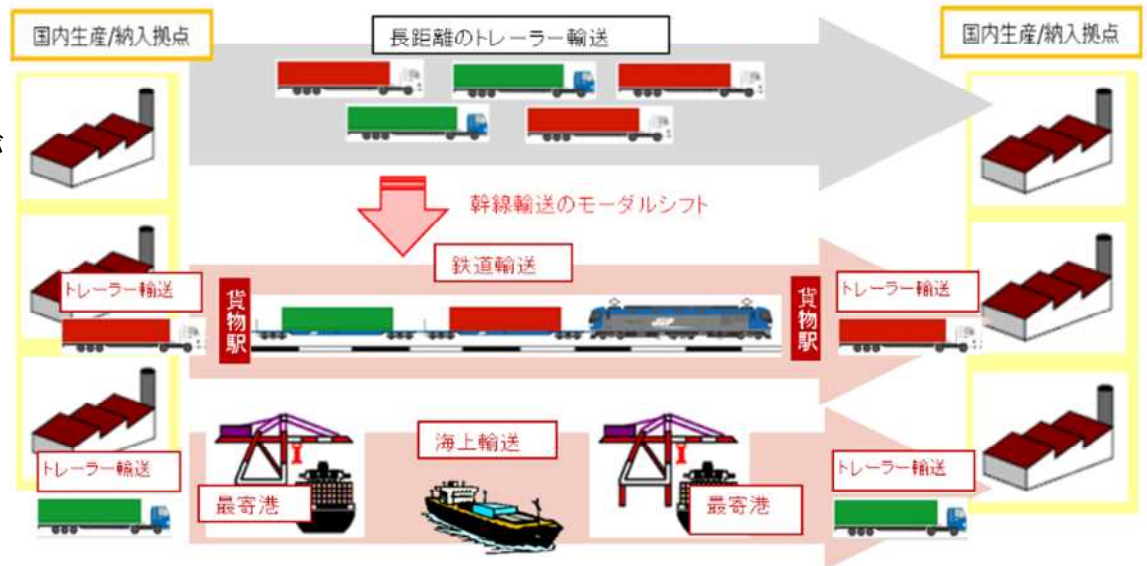 国内生産/納入拠点
長距離のトレーラー輸送
国内生産/納入拠点
幹線輸送のモーダルシフト
鉄道輸送
トレーラー輸送
貨物駅
貨物駅
トレーラー輸送
海上輸送
トレーラー輸送
最寄港
最寄港
トレーラー輸送